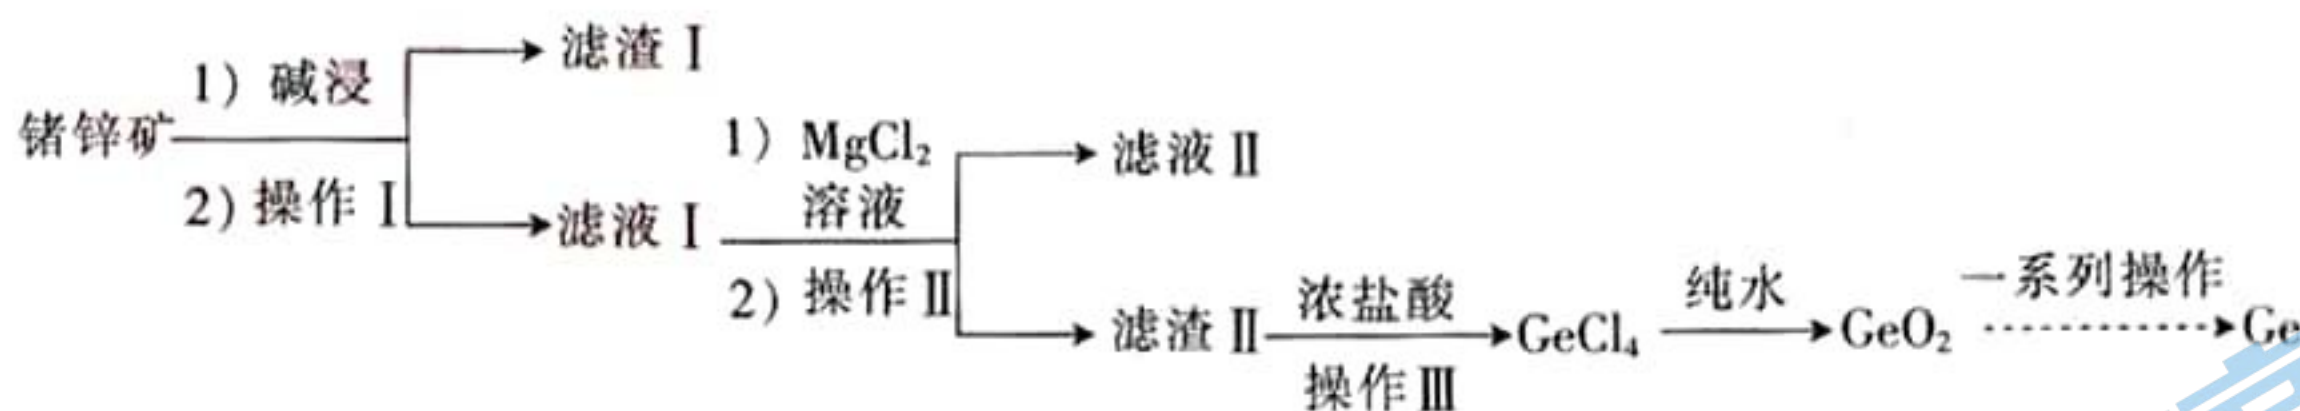 1) 碱浸
锗锌矿
2) 操作Ⅰ
滤渣Ⅰ
滤液Ⅰ
1) MgCl₂
溶液
2) 操作Ⅱ
滤液Ⅱ
滤渣Ⅱ
浓盐酸
操作Ⅲ
GeCl₄
纯水
GeO₂
一系列操作
Ge